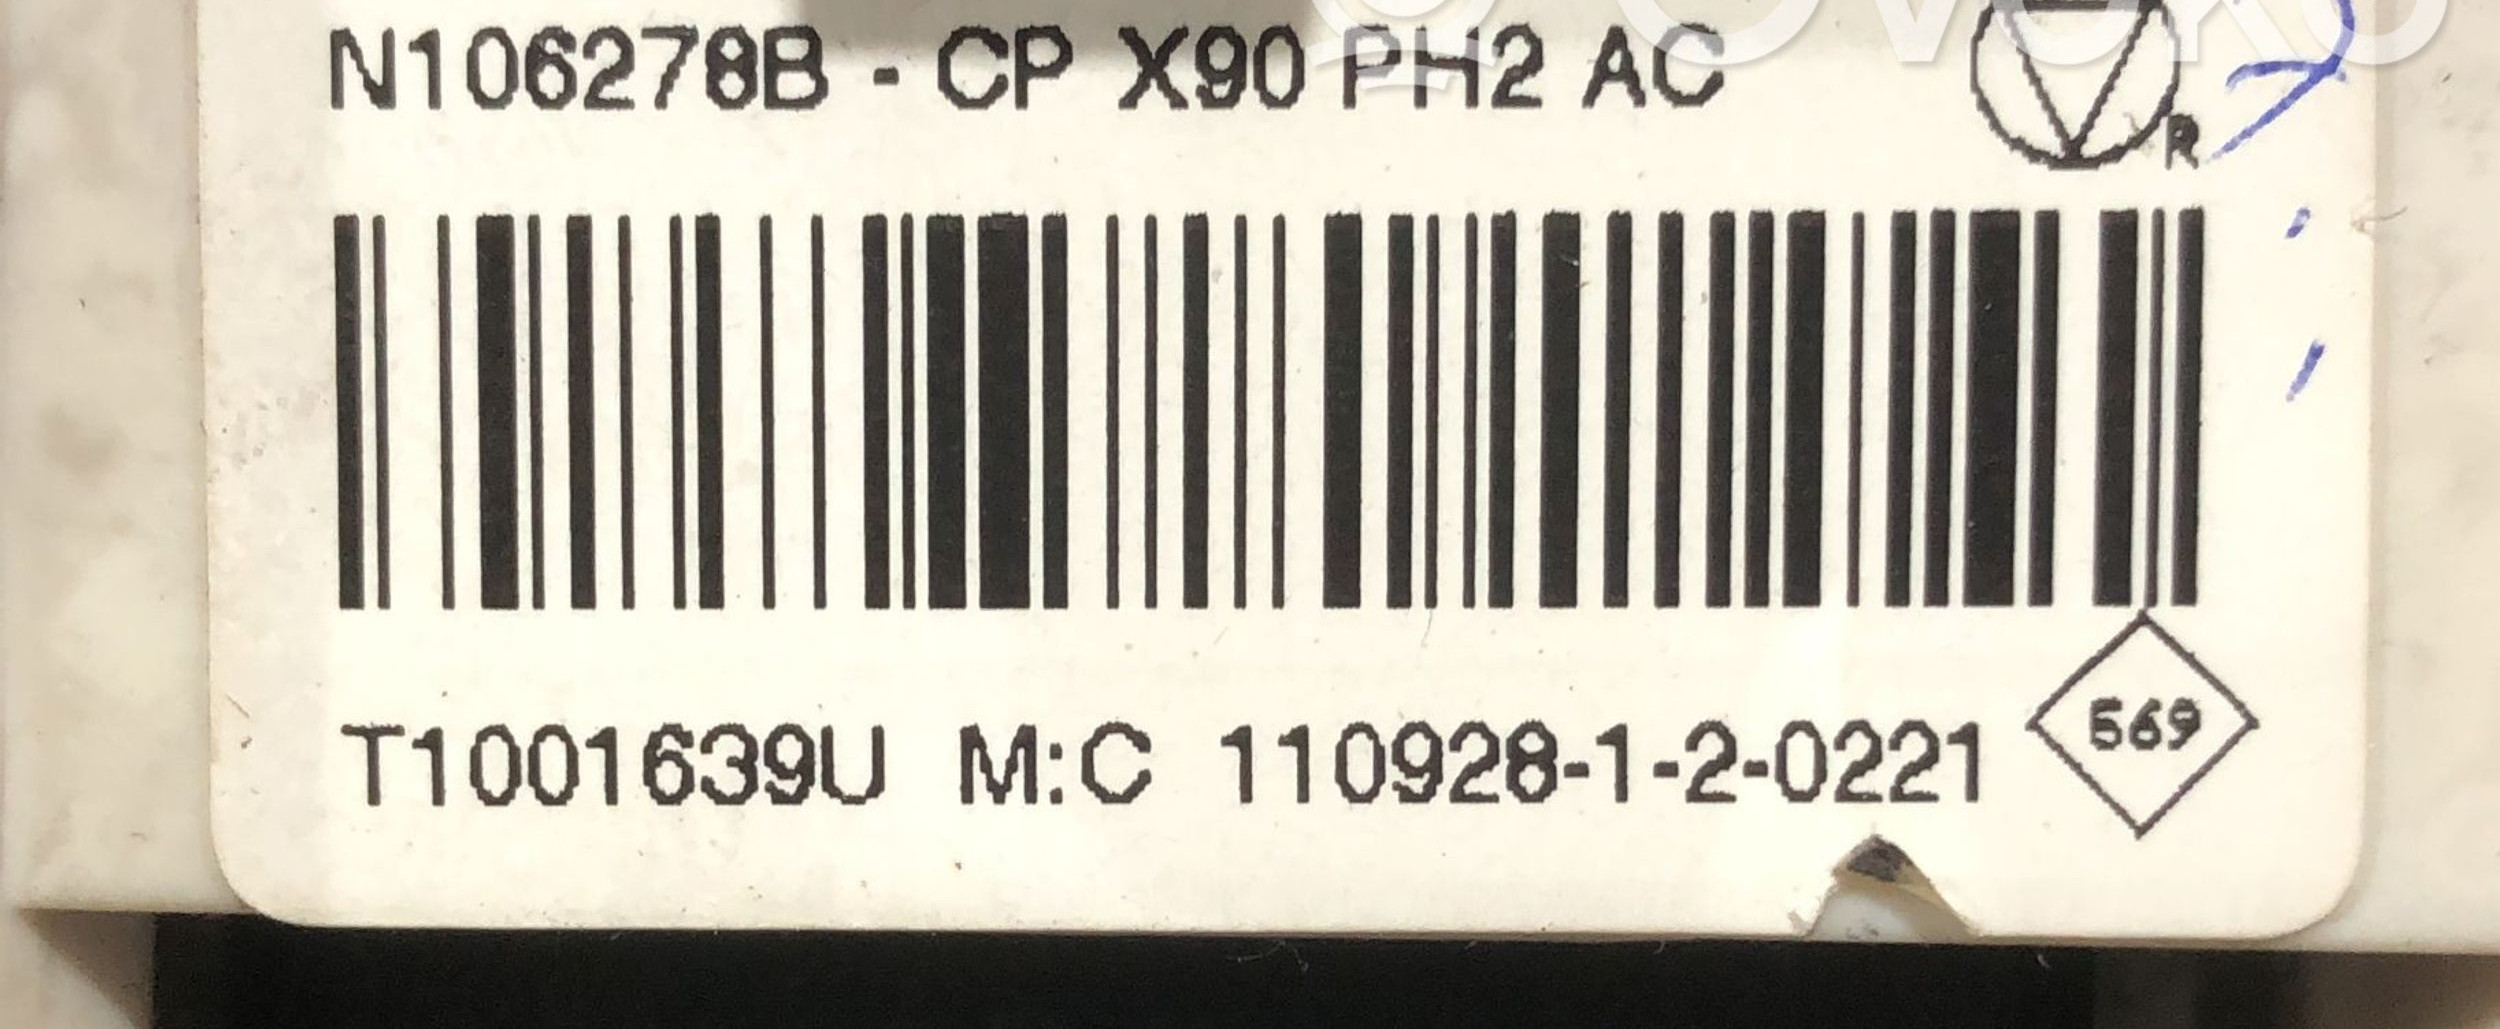 N106278B - CP X90 PH2 AC
R
T1001639U M:C 110928-1-2-0221
569